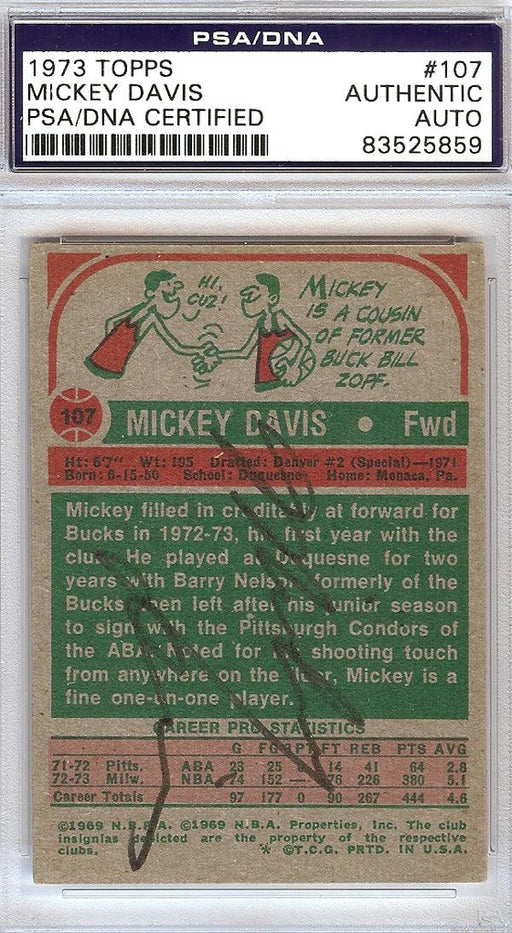 PSA/DNA
1973 TOPPS #107
MICKEY DAVIS AUTHENTIC
PSA/DNA CERTIFIED AUTO
83525859
HI, CUZ!
MICKEY
IS A COUSIN
OF FORMER
BUCK BILL
ZOPF.
107 MICKEY DAVIS • Fwd
Ht: 6'7" Wt: 195 Drafted: Denver #2 (Special)—1971
Born: 6-15-50 School: Duquesne Home: Monaca, Pa.
Mickey filled in creditably at forward for
Bucks in 1972-73, his first year with the
club. He played at Duquesne for two
years with Barry Nelson, formerly of the
Bucks, then left after his junior season
to sign with the Pittsburgh Condors of
the ABA. Noted for his shooting touch
from anywhere on the floor, Mickey is a
fine one-on-one player.
CAREER PRO STATISTICS
G FG 3PT FT REB PTS AVG
71-72 Pitts. ABA 23 25 14 41 64 2.8
72-73 Milw. NBA 74 152 — 76 226 380 5.1
Career Totals 97 177 0 90 267 444 4.6
©1969 N.B.P.A. ©1969 N.B.A. Properties, Inc. The club
insignias depicted are the property of the respective
clubs. * ©T.C.G. PRTD. IN U.S.A.